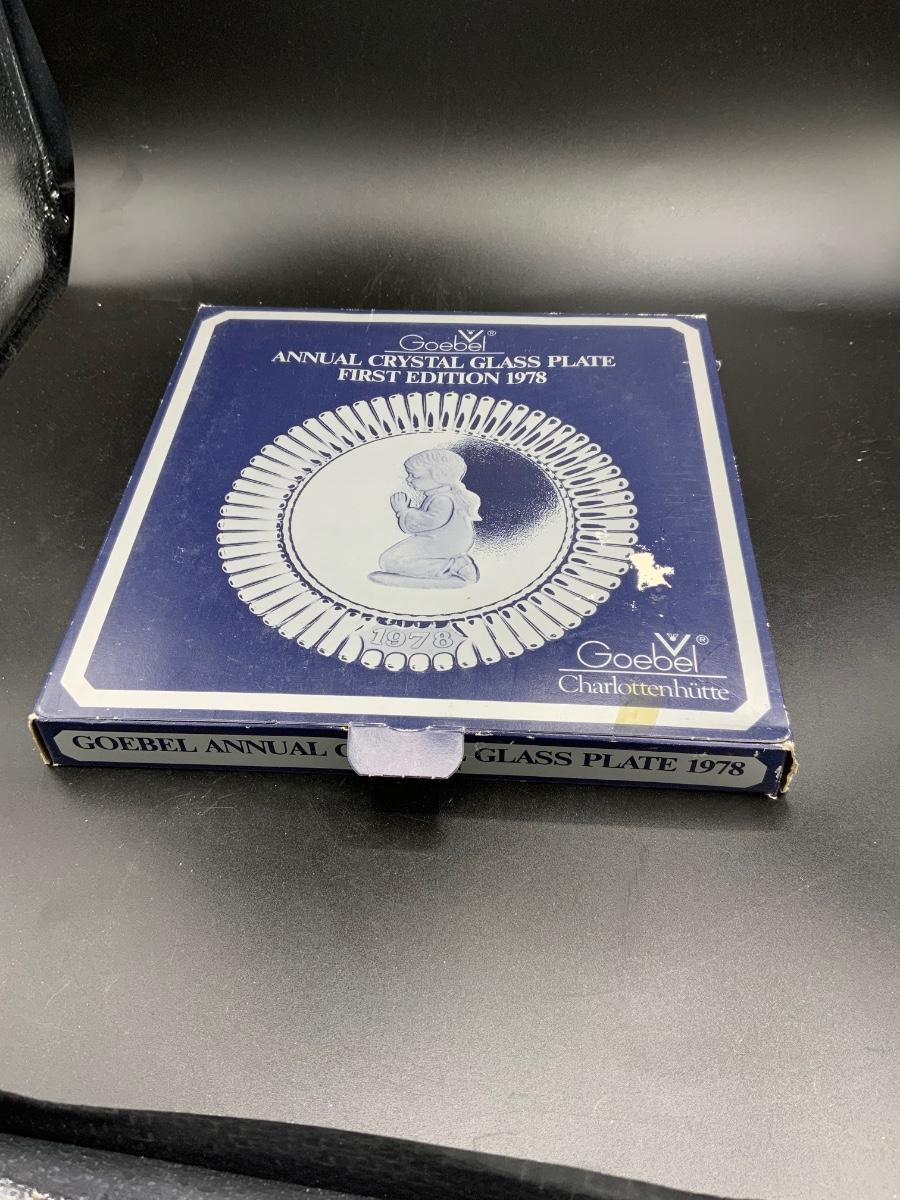 Goebel ®
ANNUAL CRYSTAL GLASS PLATE
FIRST EDITION 1978
1978
Goebel ®
Charlottenhütte
GOEBEL ANNUAL C L GLASS PLATE 1978